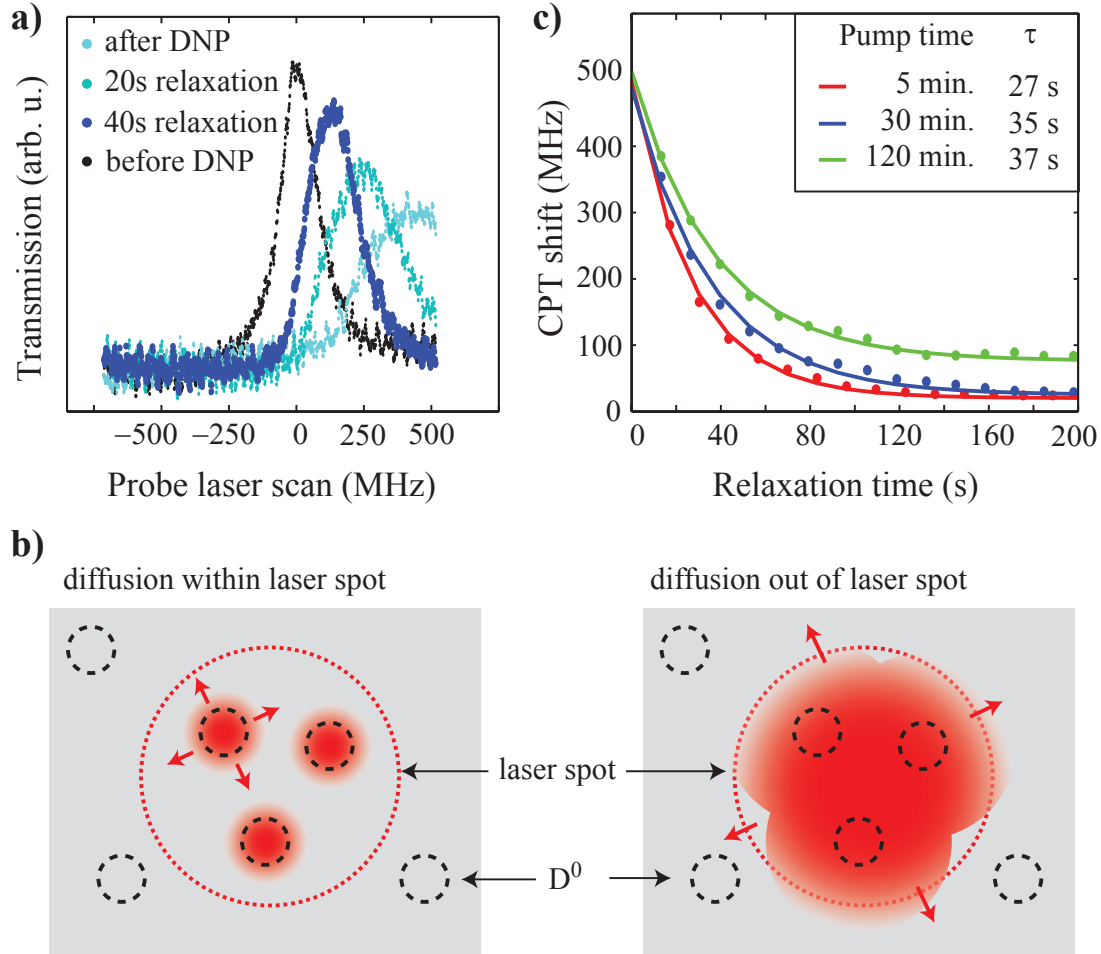 a)
after DNP
20s relaxation
40s relaxation
before DNP
Transmission (arb. u.)
−500 −250 0 250 500
Probe laser scan (MHz)
c)
Pump time τ
5 min. 27 s
30 min. 35 s
120 min. 37 s
CPT shift (MHz)
500
400
300
200
100
0
0 40 80 120 160 200
Relaxation time (s)
b)
diffusion within laser spot
diffusion out of laser spot
laser spot
D⁰